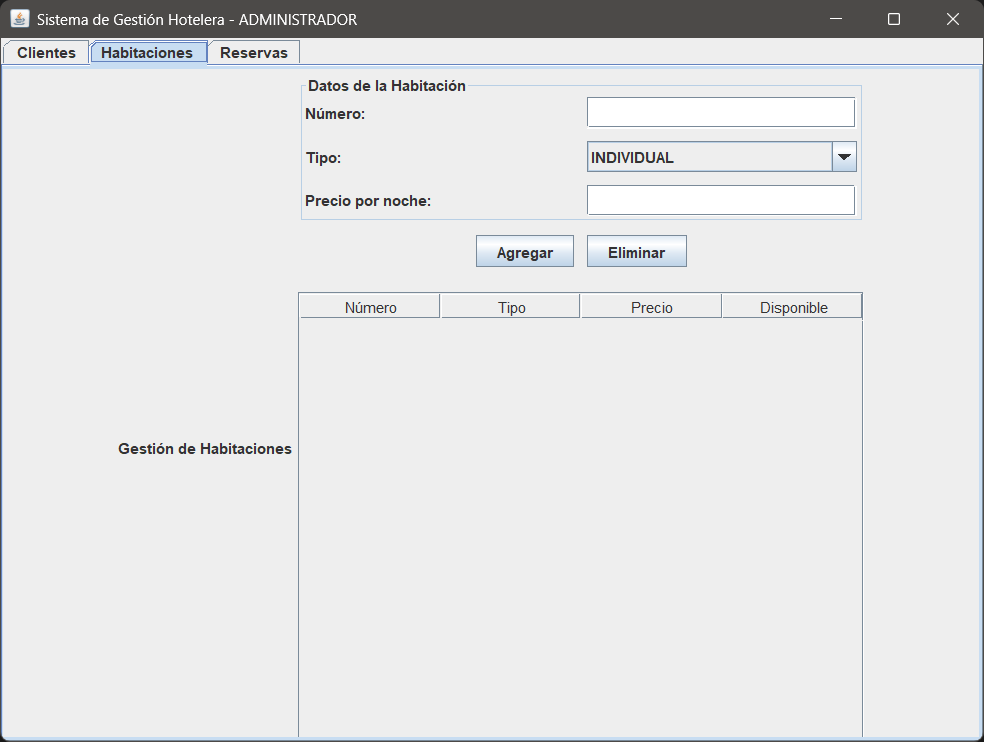 Sistema de Gestión Hotelera - ADMINISTRADOR
Clientes Habitaciones Reservas
Datos de la Habitación
Número:
Tipo: INDIVIDUAL
Precio por noche:
Agregar Eliminar
Número Tipo Precio Disponible
Gestión de Habitaciones